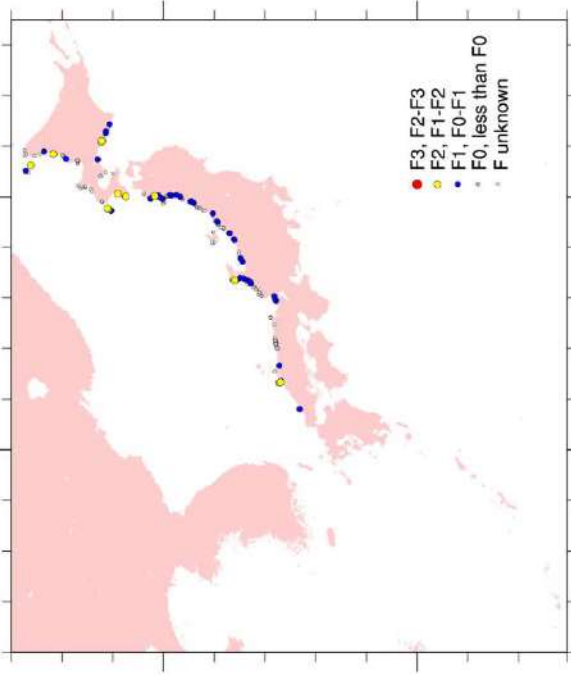 F3, F2-F3
F2, F1-F2
F1, F0-F1
F0, less than F0
F unknown